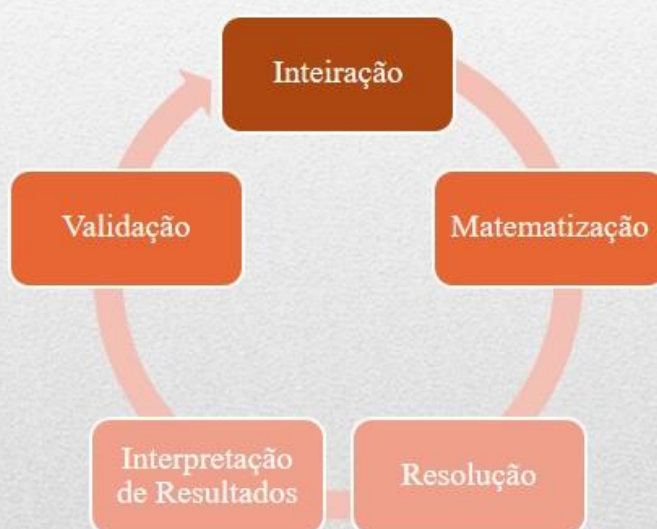 Inteiração
Matematização
Resolução
Interpretação
de Resultados
Validação